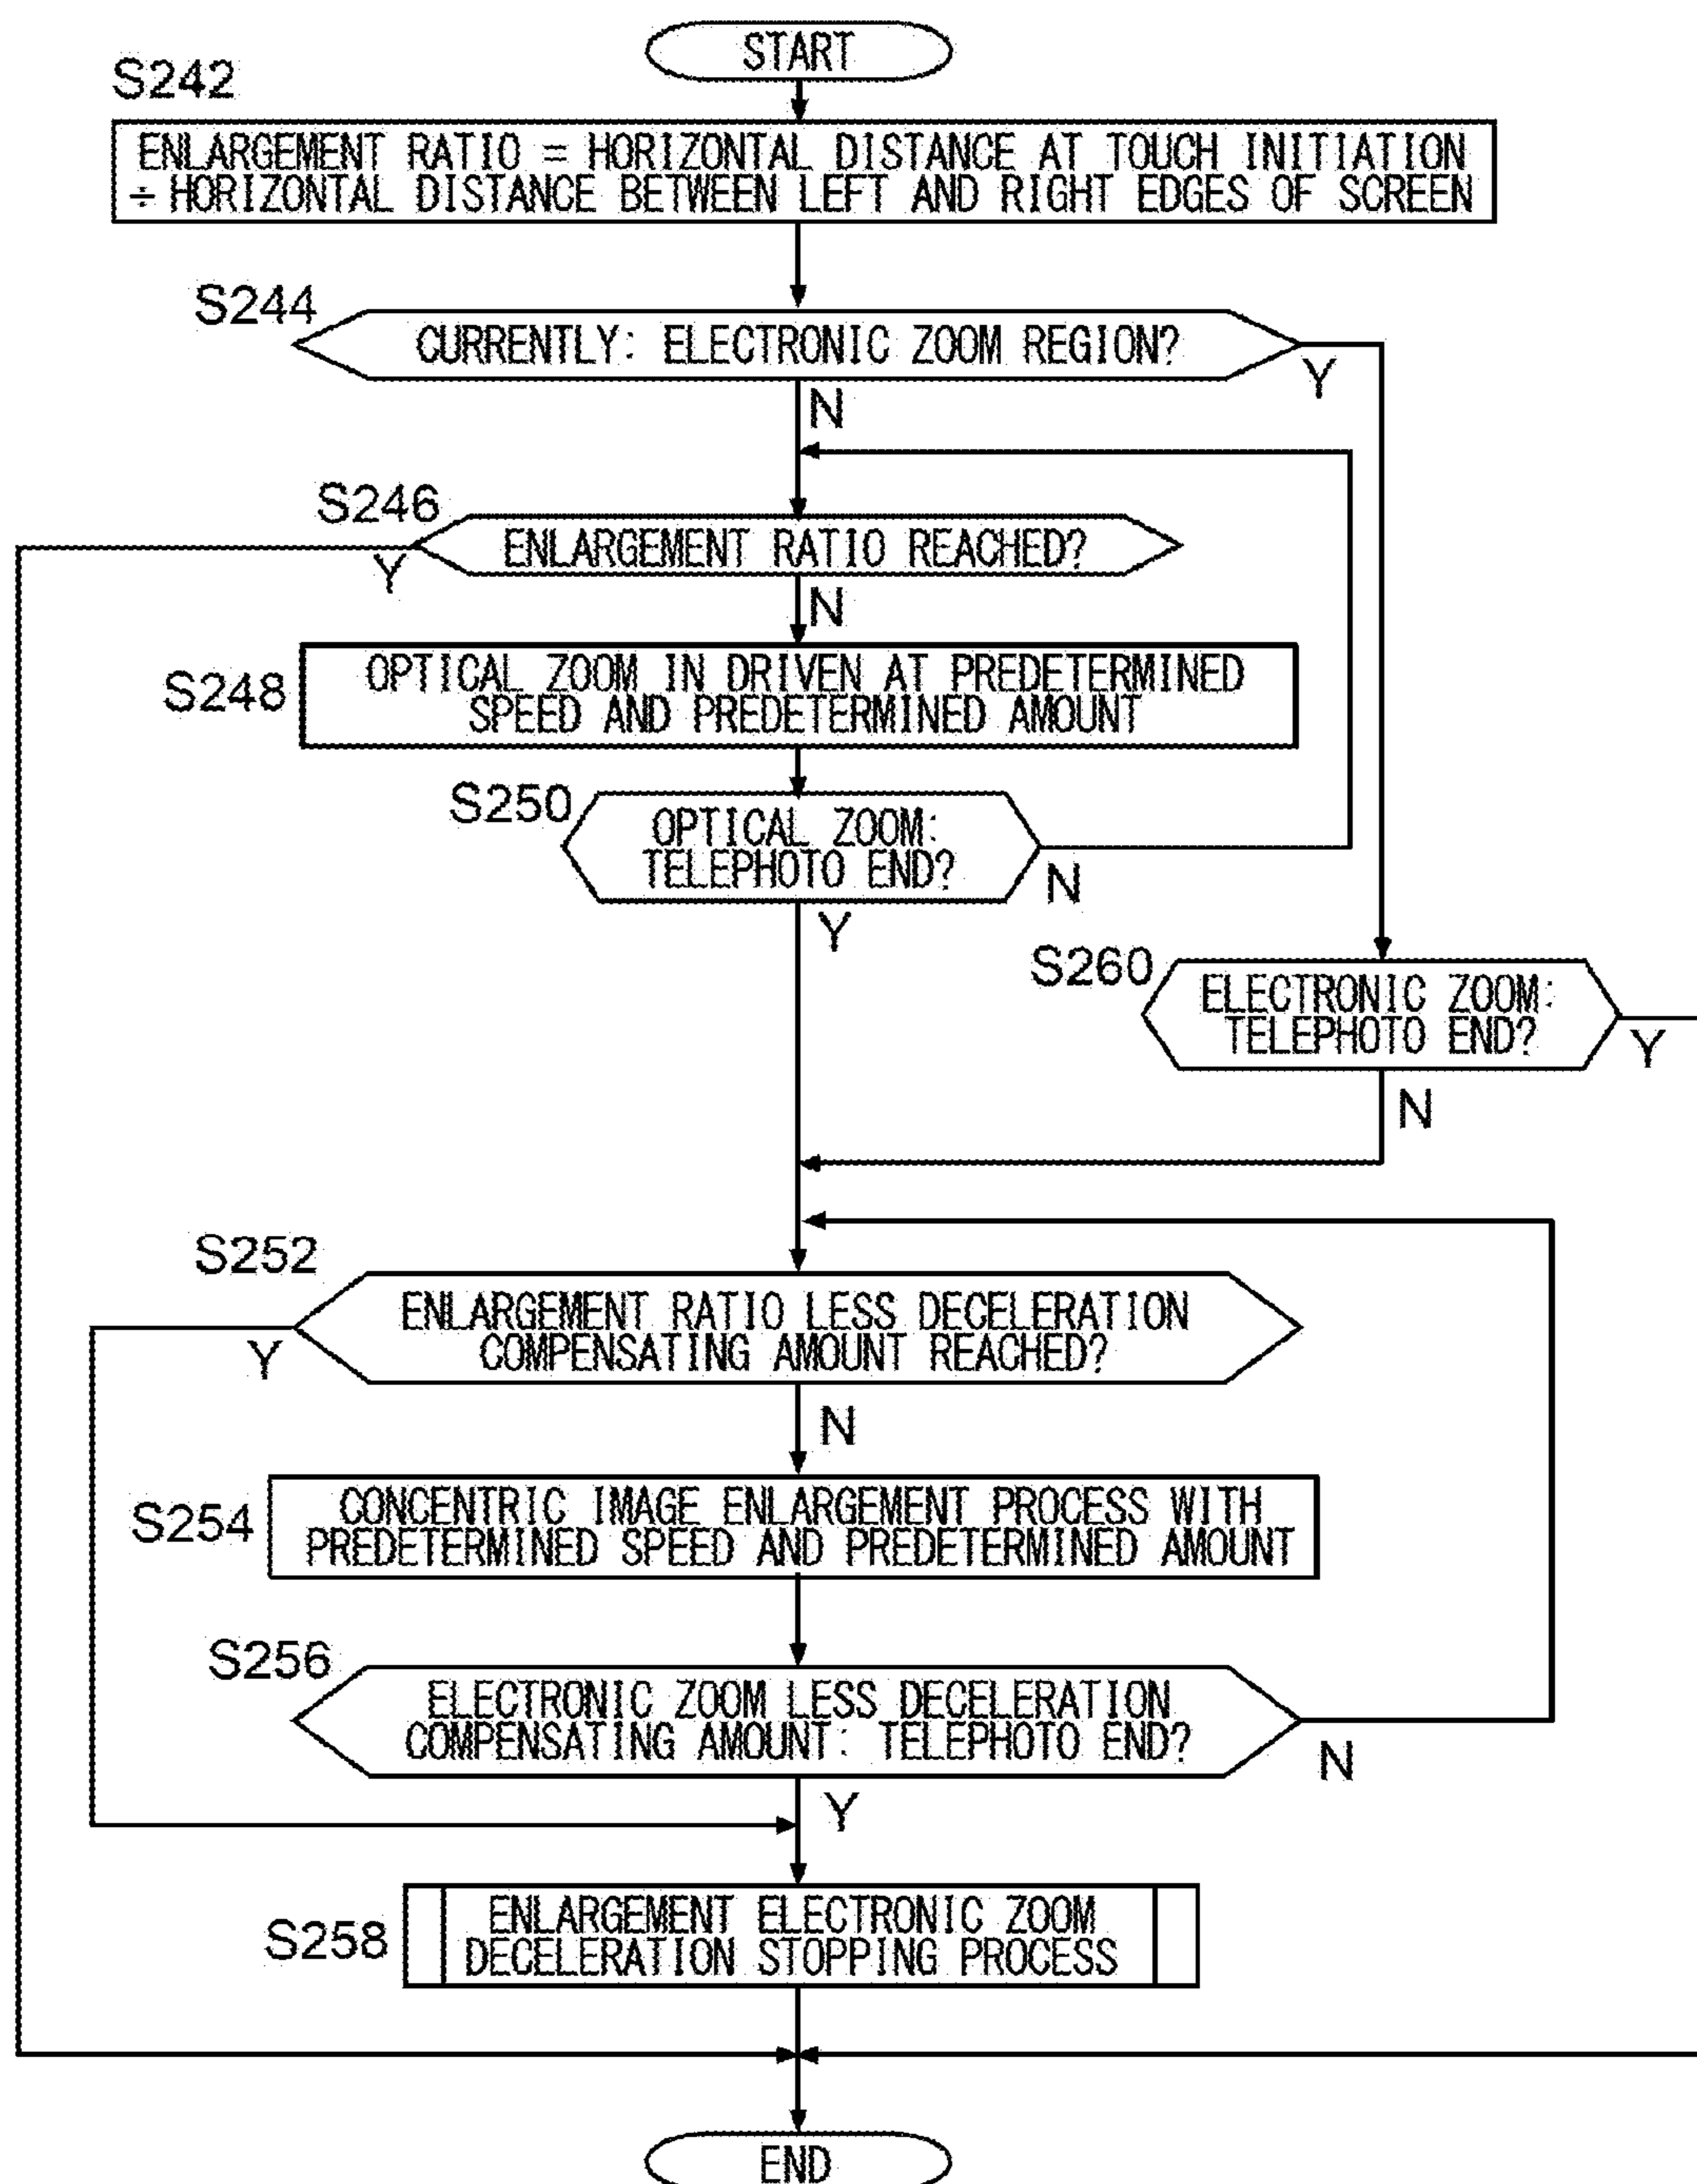 START
S242
ENLARGEMENT RATIO = HORIZONTAL DISTANCE AT TOUCH INITIATION
÷ HORIZONTAL DISTANCE BETWEEN LEFT AND RIGHT EDGES OF SCREEN
S244
CURRENTLY: ELECTRONIC ZOOM REGION?
Y
N
S246
ENLARGEMENT RATIO REACHED?
Y
N
S248
OPTICAL ZOOM IN DRIVEN AT PREDETERMINED
SPEED AND PREDETERMINED AMOUNT
S250
OPTICAL ZOOM:
TELEPHOTO END?
N
Y
S260
ELECTRONIC ZOOM:
TELEPHOTO END?
Y
N
S252
ENLARGEMENT RATIO LESS DECELERATION
COMPENSATING AMOUNT REACHED?
Y
N
S254
CONCENTRIC IMAGE ENLARGEMENT PROCESS WITH
PREDETERMINED SPEED AND PREDETERMINED AMOUNT
S256
ELECTRONIC ZOOM LESS DECELERATION
COMPENSATING AMOUNT: TELEPHOTO END?
N
Y
S258
ENLARGEMENT ELECTRONIC ZOOM
DECELERATION STOPPING PROCESS
END